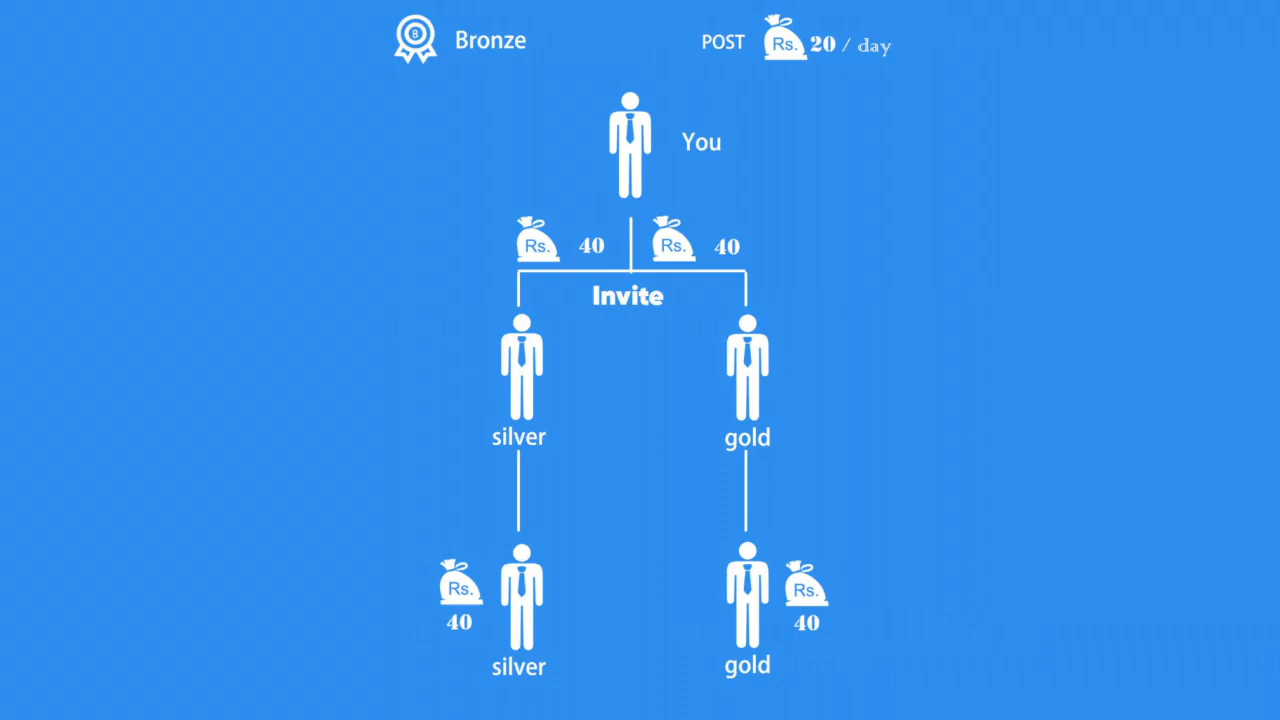 B Bronze
POST Rs. 20 / day
You
Rs. 40 Rs. 40
Invite
silver gold
Rs. Rs.
40 40
silver gold